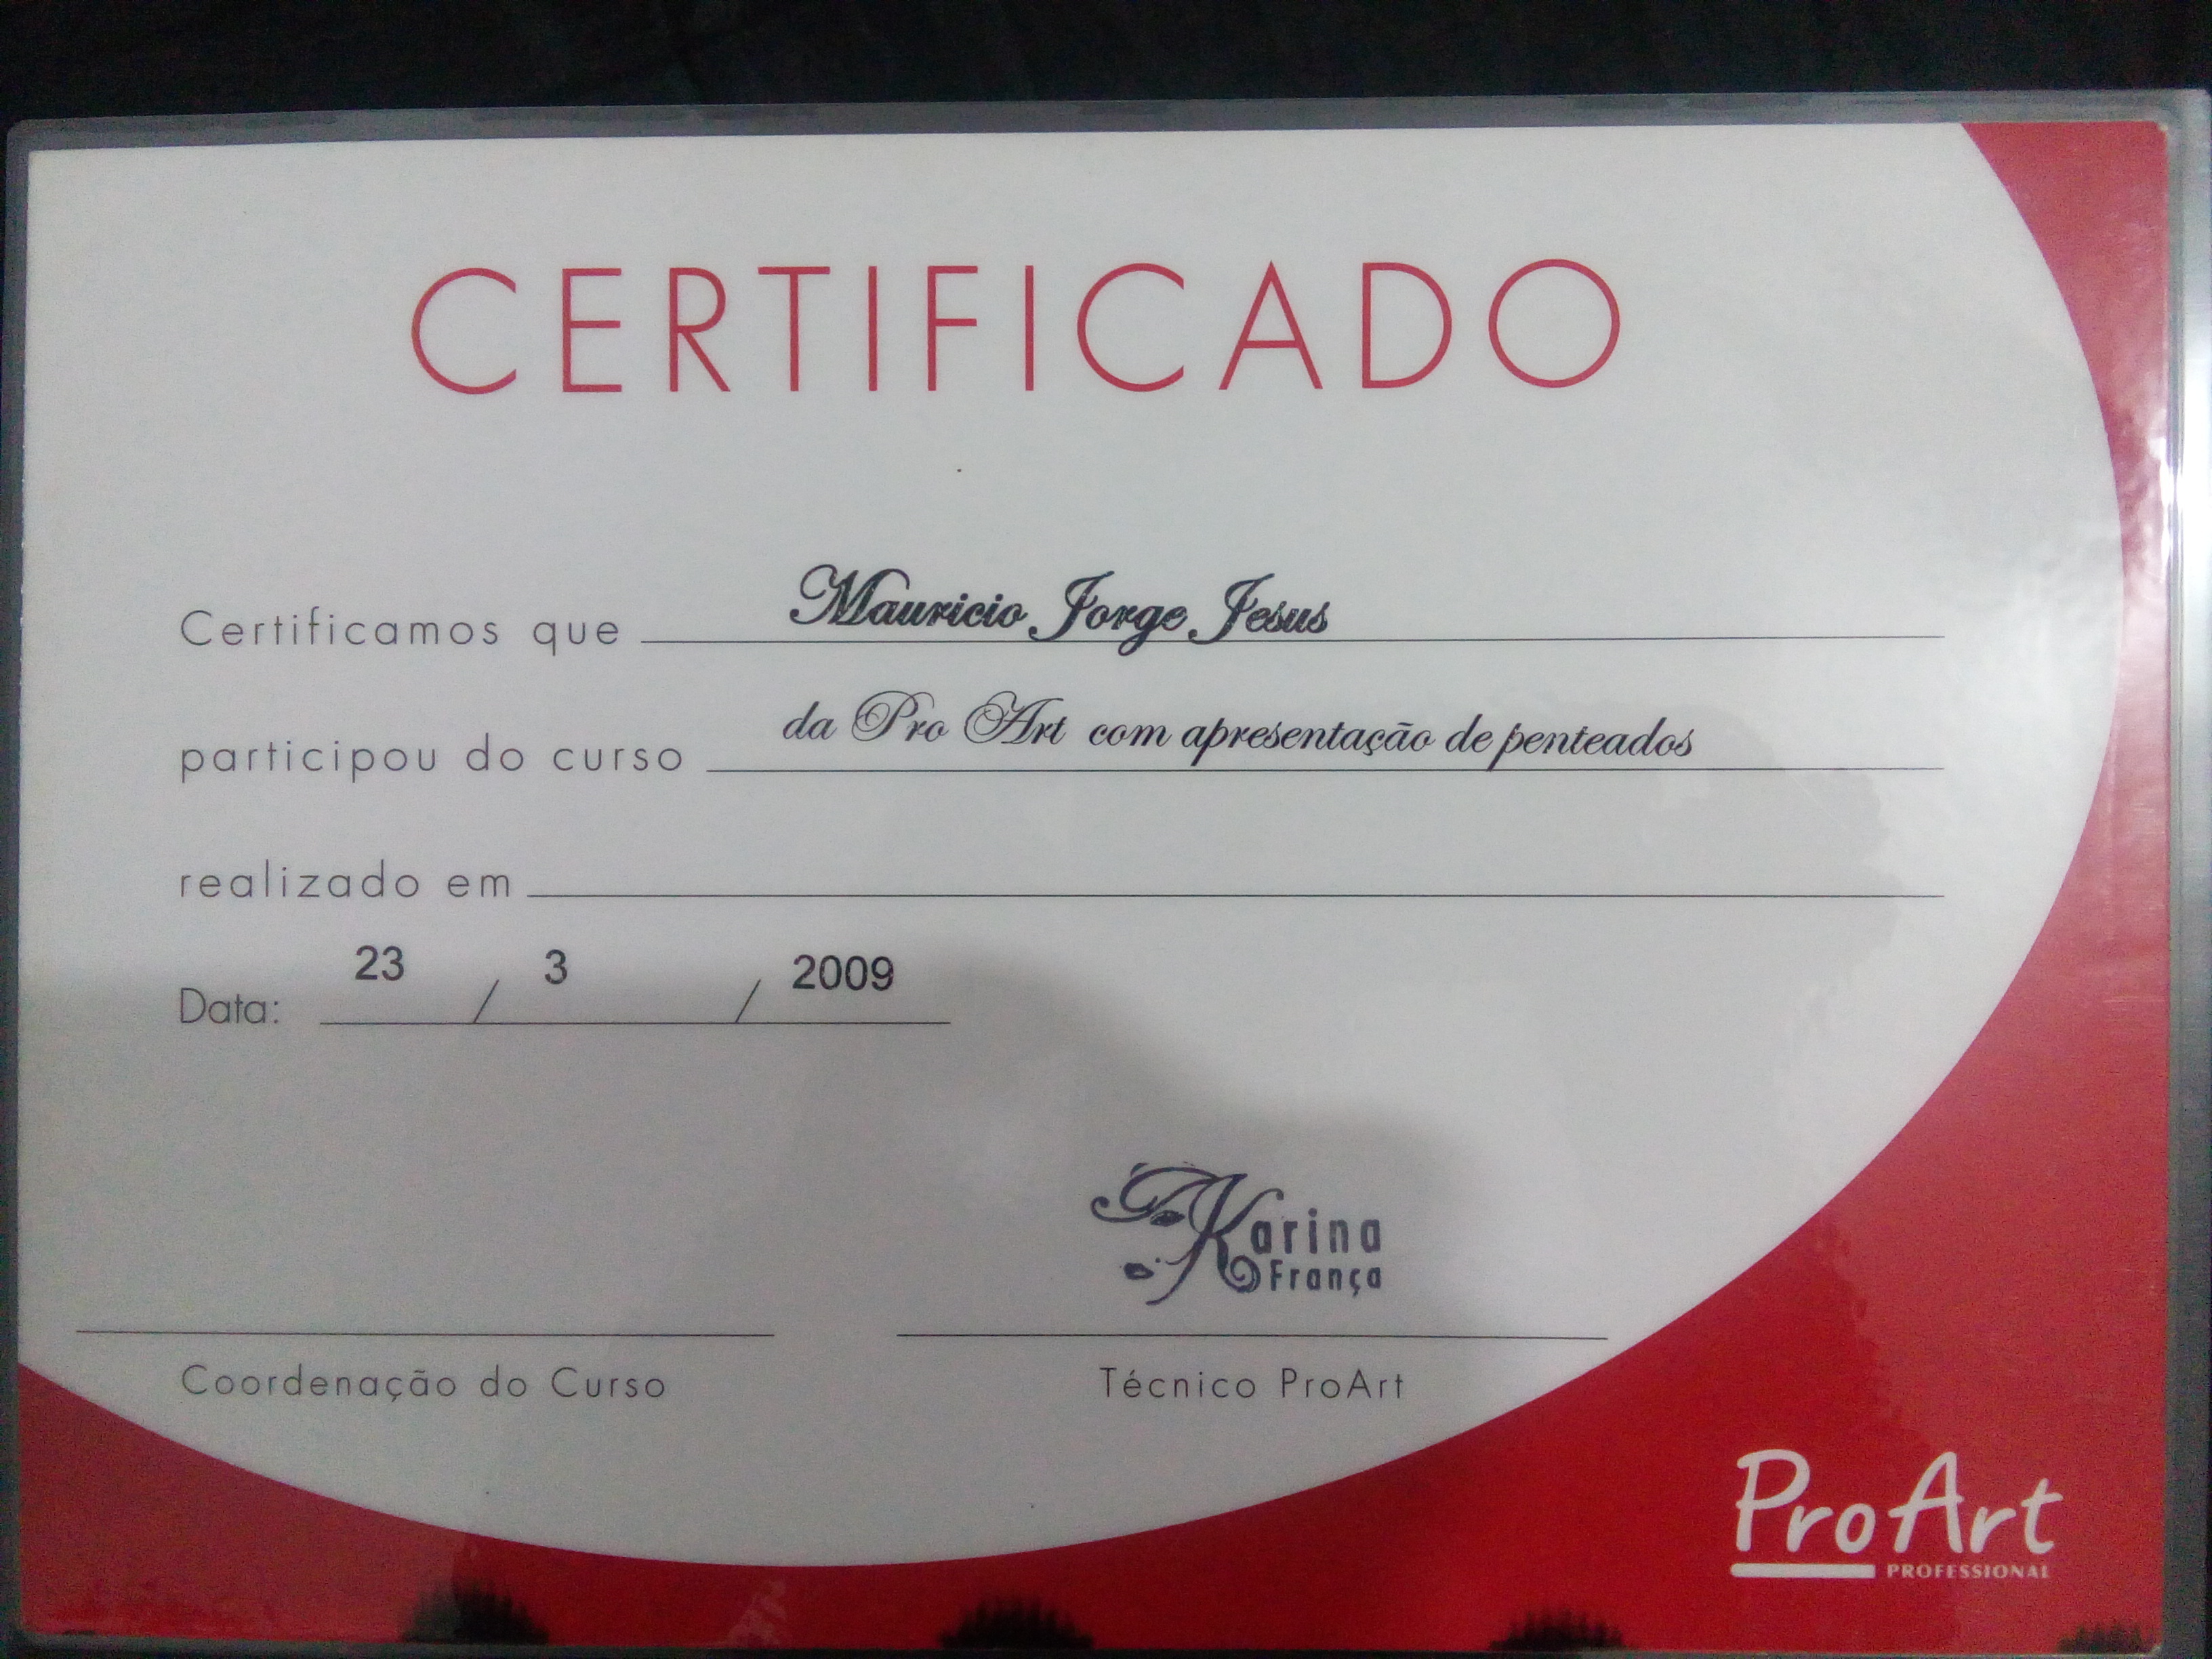 CERTIFICADO
Certificamos que Mauricio Jorge Jesus
participou do curso da Pro Art com apresentação de penteados
realizado em
Data: 23 / 3 / 2009
Karina
França
Coordenação do Curso
Técnico ProArt
ProArt
PROFESSIONAL